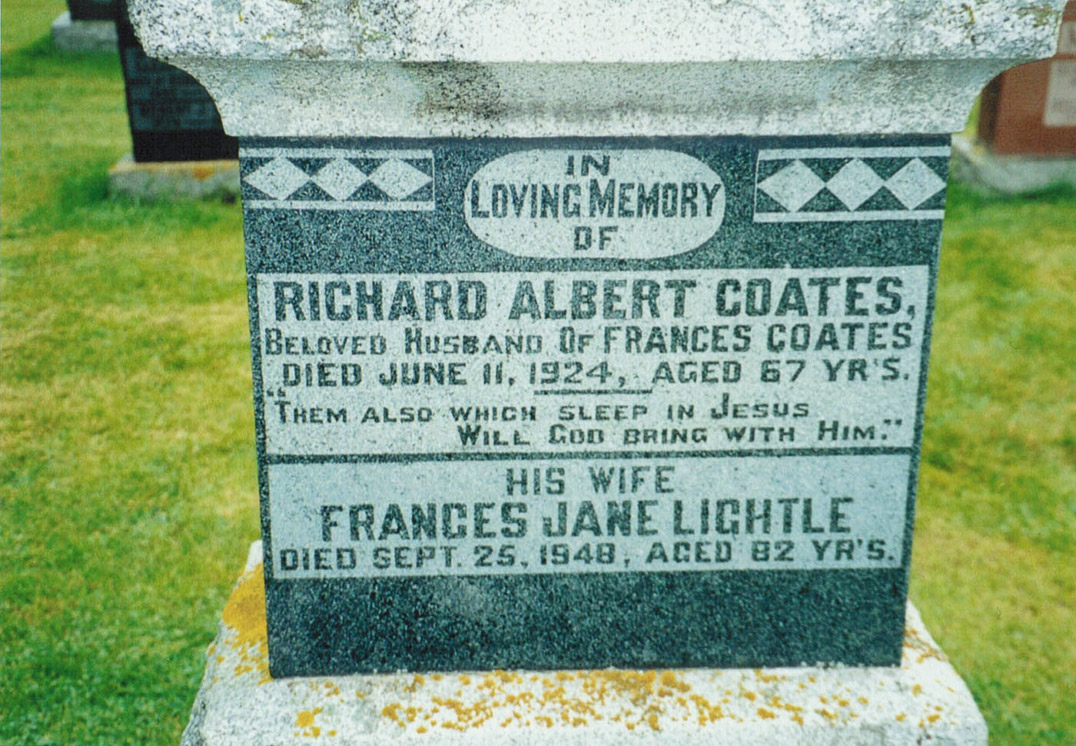 IN
LOVING MEMORY
OF
RICHARD ALBERT COATES,
BELOVED HUSBAND OF FRANCES COATES
DIED JUNE 11, 1924, AGED 67 YR'S.
"THEM ALSO WHICH SLEEP IN JESUS
WILL GOD BRING WITH HIM."
HIS WIFE
FRANCES JANE LIGHTLE
DIED SEPT. 25, 1948, AGED 82 YR'S.